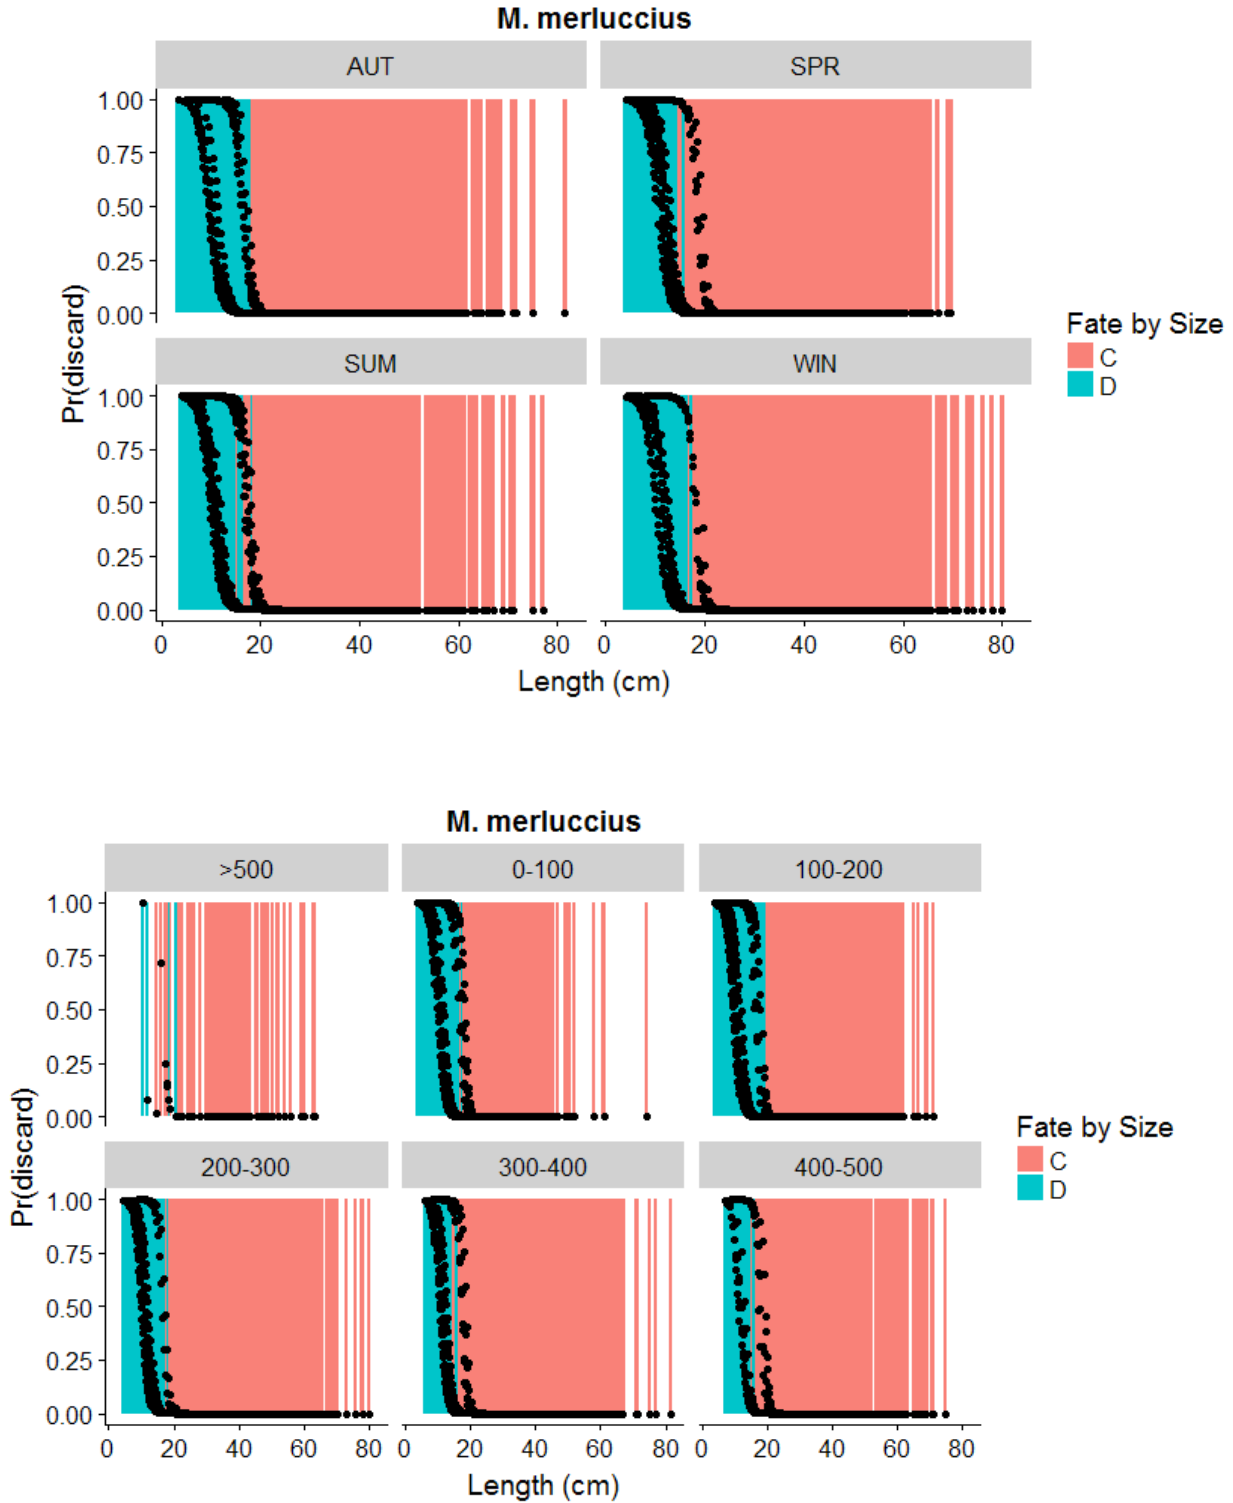 M. merluccius
AUT
SPR
1.00
0.75
0.50
0.25
0.00
SUM
WIN
1.00
0.75
0.50
0.25
0.00
0 20 40 60 80
0 20 40 60 80
Pr(discard)
Length (cm)
Fate by Size
C
D
M. merluccius
>500
0-100
100-200
1.00
0.75
0.50
0.25
0.00
200-300
300-400
400-500
1.00
0.75
0.50
0.25
0.00
0 20 40 60 80
0 20 40 60 80
0 20 40 60 80
Pr(discard)
Length (cm)
Fate by Size
C
D